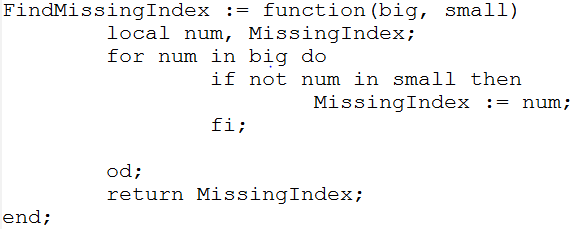 FindMissingIndex := function(big, small)
local num, MissingIndex;
for num in big do
if not num in small then
MissingIndex := num;
fi;
od;
return MissingIndex;
end;